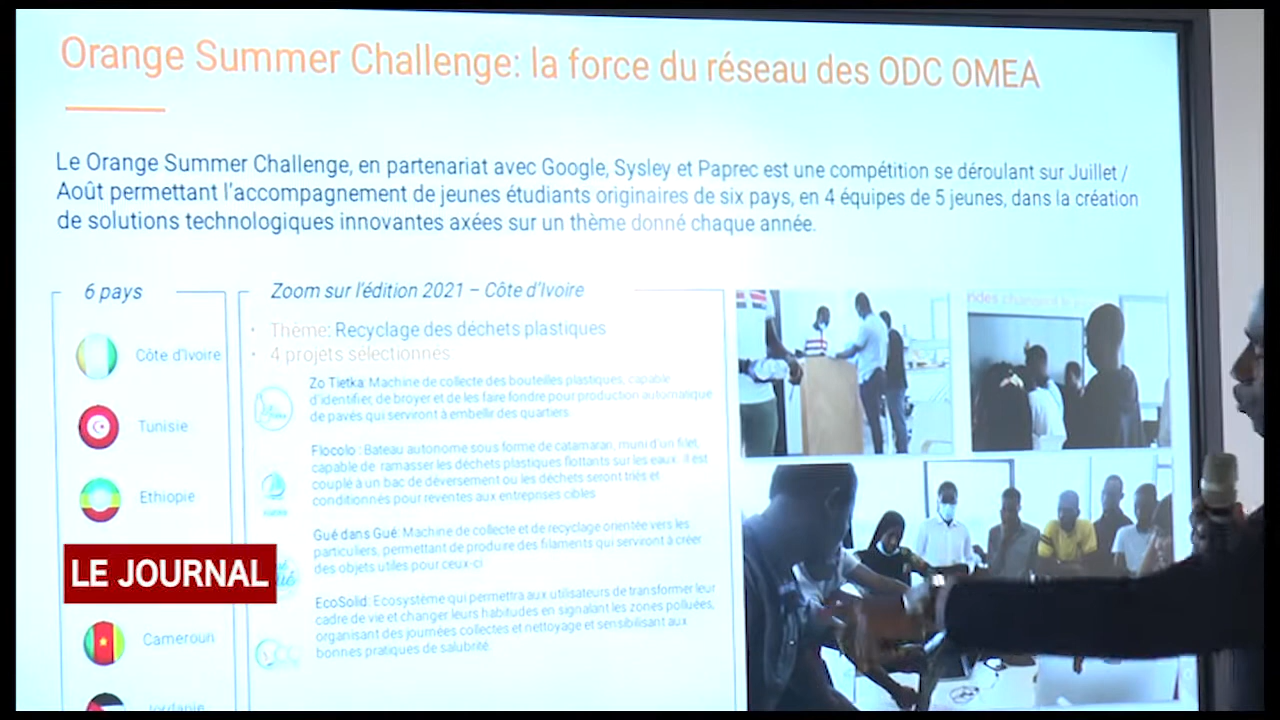 Orange Summer Challenge: la force du réseau des ODC OMEA
Le Orange Summer Challenge, en partenariat avec Google, Sysley et Paprec est une compétition se déroulant sur Juillet /
Août permettant l'accompagnement de jeunes étudiants originaires de six pays, en 4 équipes de 5 jeunes, dans la création
de solutions technologiques innovantes axées sur un thème donné chaque année.
6 pays
Côte d'Ivoire
Tunisie
Ethiopie
LE JOURNAL
Cameroun
Jordanie
Zoom sur l'édition 2021 – Côte d'Ivoire
• Thème: Recyclage des déchets plastiques
• 4 projets sélectionnés
Zo Tietka: Machine de collecte des bouteilles plastiques, capable
d'identifier, de broyer et de les faire fondre pour production automatique
de pavés qui serviront à embellir des quartiers
Flocolo : Bateau autonome sous forme de catamaran, muni d'un filet
capable de ramasser les déchets plastiques flottants sur les eaux. Il est
couplé à un bac de déversement ou les déchets seront triés et
conditionnés pour reventes aux entreprises cibles
Gué dans Gué: Machine de collecte et de recyclage orientée vers les
particuliers, permettant de produire des filaments qui serviront à créer
des objets utiles pour ceux-ci
EcoSolid: Ecosystème qui permettra aux utilisateurs de transformer leur
cadre de vie et changer leurs habitudes en signalant les zones polluées,
organisant des journées collectes et nettoyage et sensibilisant aux
bonnes pratiques de salubrité.